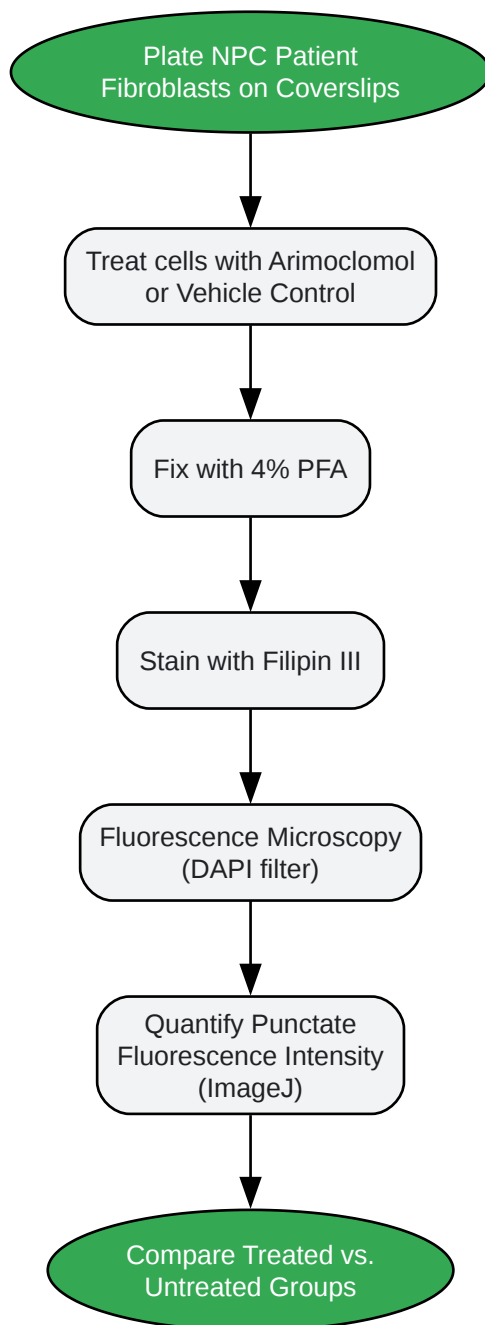 Plate NPC Patient
Fibroblasts on Coverslips
Treat cells with Arimoclomol
or Vehicle Control
Fix with 4% PFA
Stain with Filipin III
Fluorescence Microscopy
(DAPI filter)
Quantify Punctate
Fluorescence Intensity
(ImageJ)
Compare Treated vs.
Untreated Groups